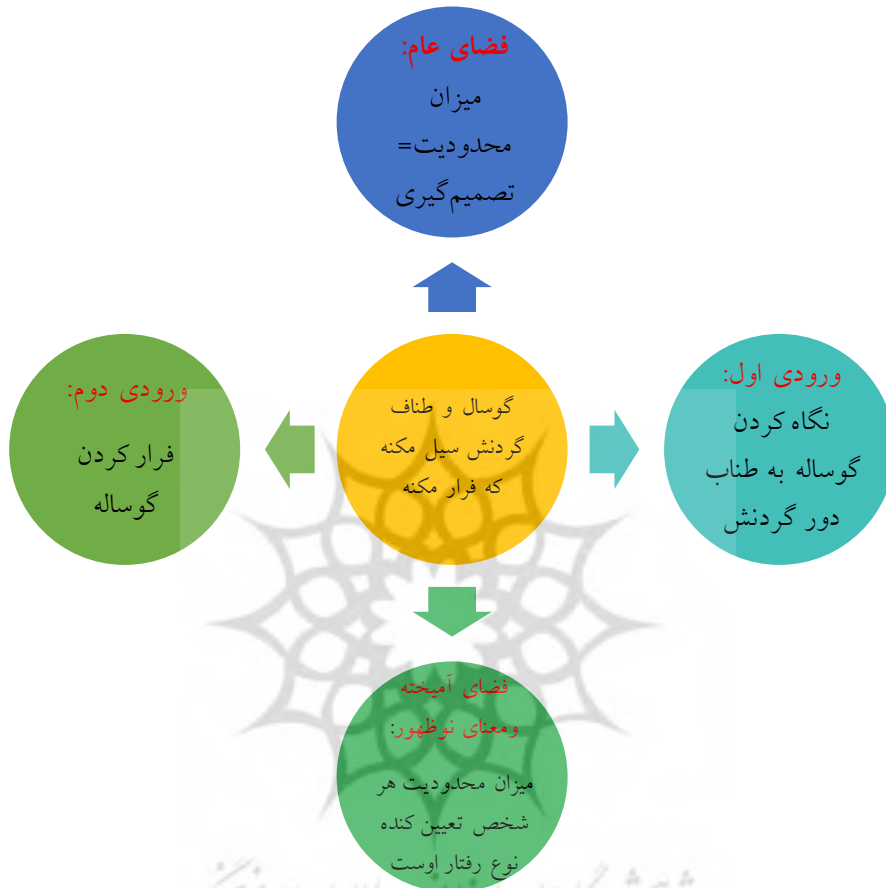 فضای عام:
میزان
محدودیت=
تصمیم‌گیری
ورودی اول:
نگاه کردن
گوساله به طناب
دور گردنش
گوسال و طناف
گردنش سیل مکنه
که فرار مکنه
ورودی دوم:
فرار کردن
گوساله
فضای آمیخته
ومعنای نوظهور:
میزان محدودیت هر
شخص تعیین کنده
نوع رفتار اوست